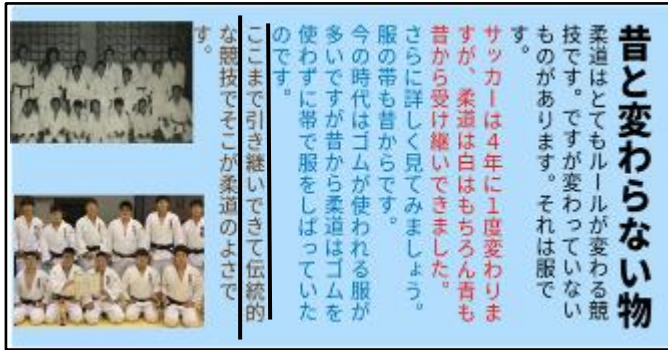 昔と変わらない物
柔道はとてもルールが変わる競
技です。ですが変わっていない
ものがあります。それは服で
す。
サッカーは4年に1度変わりま
すが、柔道は白はもちろん青も
昔から受け継いできました。
さらに詳しく見てみましょう。
服の帯も昔からです。
今の時代はゴムが使われる服が
多いですが昔から柔道はゴムを
使わずに帯で服をしばっていた
のです。
ここまで引き継いできて伝統的
な競技でそこが柔道のよさで
す。